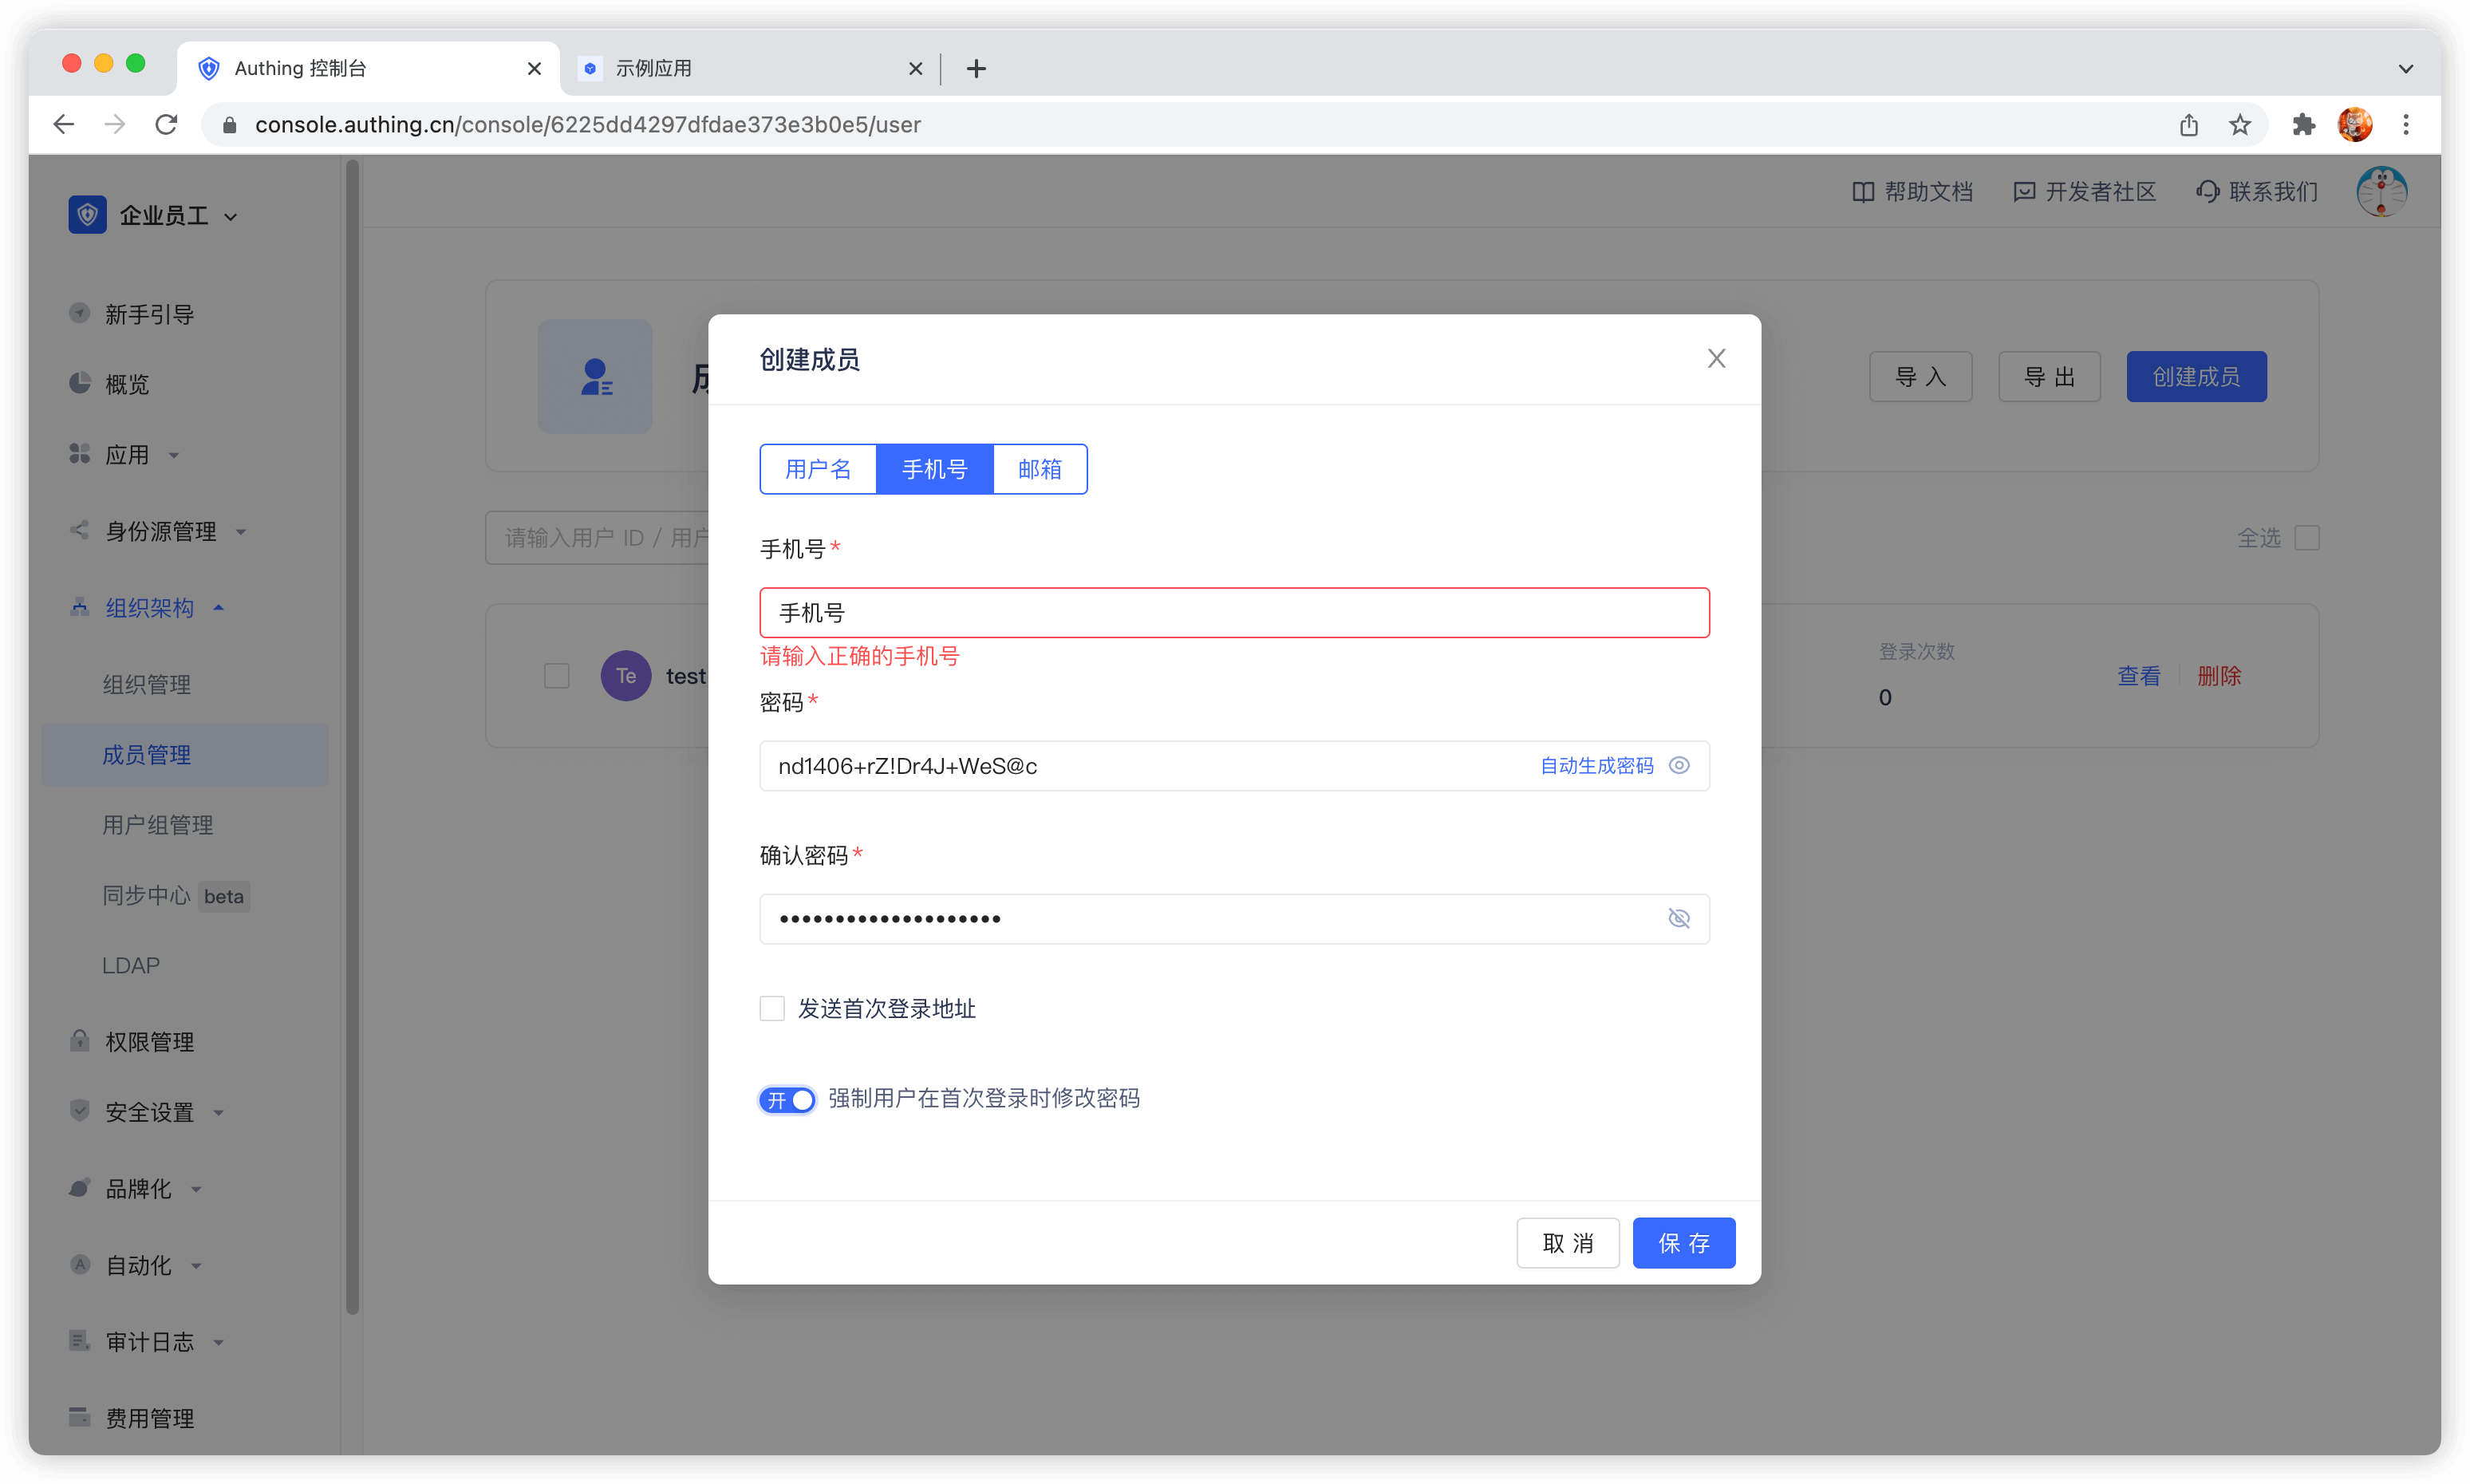 Authing 控制台
示例应用
console.authing.cn/console/6225dd4297dfdae373e3b0e5/user
企业员工
帮助文档
开发者社区
联系我们
新手引导
概览
应用
身份源管理
组织架构
组织管理
成员管理
用户组管理
同步中心 beta
LDAP
权限管理
安全设置
品牌化
自动化
审计日志
费用管理
导 入
导 出
创建成员
请输入用户 ID / 用户
全选
Te
test
登录次数
0
查看
删除
创建成员
用户名
手机号
邮箱
手机号*
手机号
请输入正确的手机号
密码*
nd1406+rZ!Dr4J+WeS@c
自动生成密码
确认密码*
••••••••••••••••••••
发送首次登录地址
开 强制用户在首次登录时修改密码
取 消
保 存